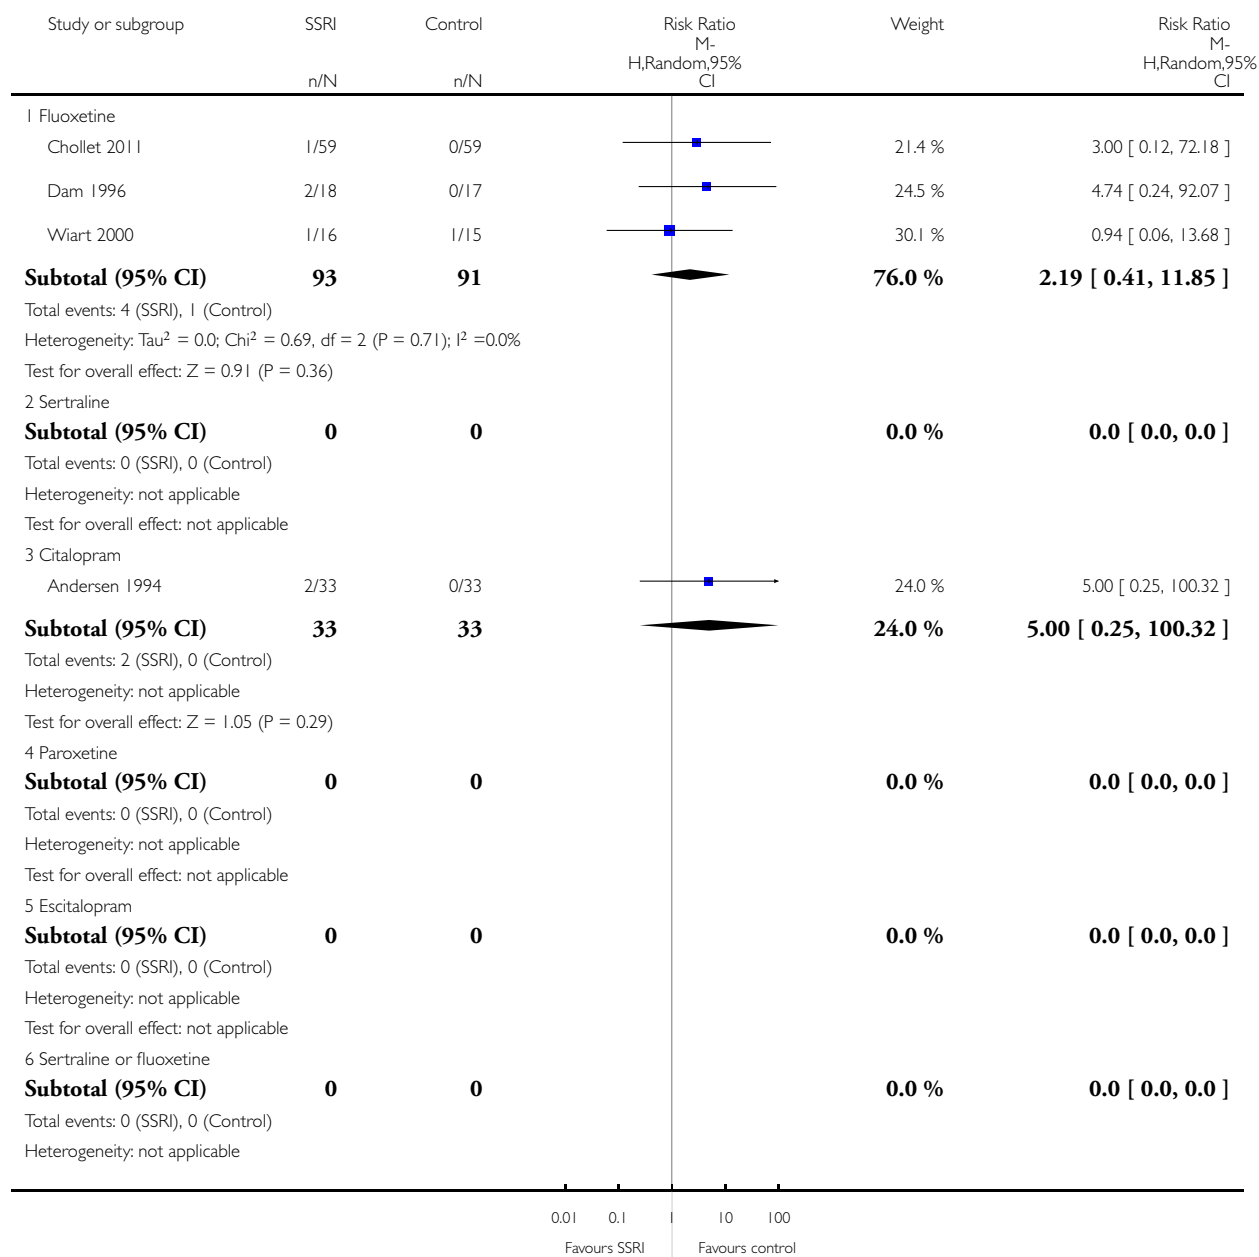 Study or subgroup SSRI Control Risk Ratio Weight Risk Ratio
M- M-
H,Random,95% H,Random,95%
n/N n/N CI CI
1 Fluoxetine
Chollet 2011 1/59 0/59 21.4 % 3.00 [ 0.12, 72.18 ]
Dam 1996 2/18 0/17 24.5 % 4.74 [ 0.24, 92.07 ]
Wiart 2000 1/16 1/15 30.1 % 0.94 [ 0.06, 13.68 ]
Subtotal (95% CI) 93 91 76.0 % 2.19 [ 0.41, 11.85 ]
Total events: 4 (SSRI), 1 (Control)
Heterogeneity: Tau² = 0.0; Chi² = 0.69, df = 2 (P = 0.71); I² =0.0%
Test for overall effect: Z = 0.91 (P = 0.36)
2 Sertraline
Subtotal (95% CI) 0 0 0.0 % 0.0 [ 0.0, 0.0 ]
Total events: 0 (SSRI), 0 (Control)
Heterogeneity: not applicable
Test for overall effect: not applicable
3 Citalopram
Andersen 1994 2/33 0/33 24.0 % 5.00 [ 0.25, 100.32 ]
Subtotal (95% CI) 33 33 24.0 % 5.00 [ 0.25, 100.32 ]
Total events: 2 (SSRI), 0 (Control)
Heterogeneity: not applicable
Test for overall effect: Z = 1.05 (P = 0.29)
4 Paroxetine
Subtotal (95% CI) 0 0 0.0 % 0.0 [ 0.0, 0.0 ]
Total events: 0 (SSRI), 0 (Control)
Heterogeneity: not applicable
Test for overall effect: not applicable
5 Escitalopram
Subtotal (95% CI) 0 0 0.0 % 0.0 [ 0.0, 0.0 ]
Total events: 0 (SSRI), 0 (Control)
Heterogeneity: not applicable
Test for overall effect: not applicable
6 Sertraline or fluoxetine
Subtotal (95% CI) 0 0 0.0 % 0.0 [ 0.0, 0.0 ]
Total events: 0 (SSRI), 0 (Control)
Heterogeneity: not applicable
0.01 0.1 1 10 100
Favours SSRI Favours control